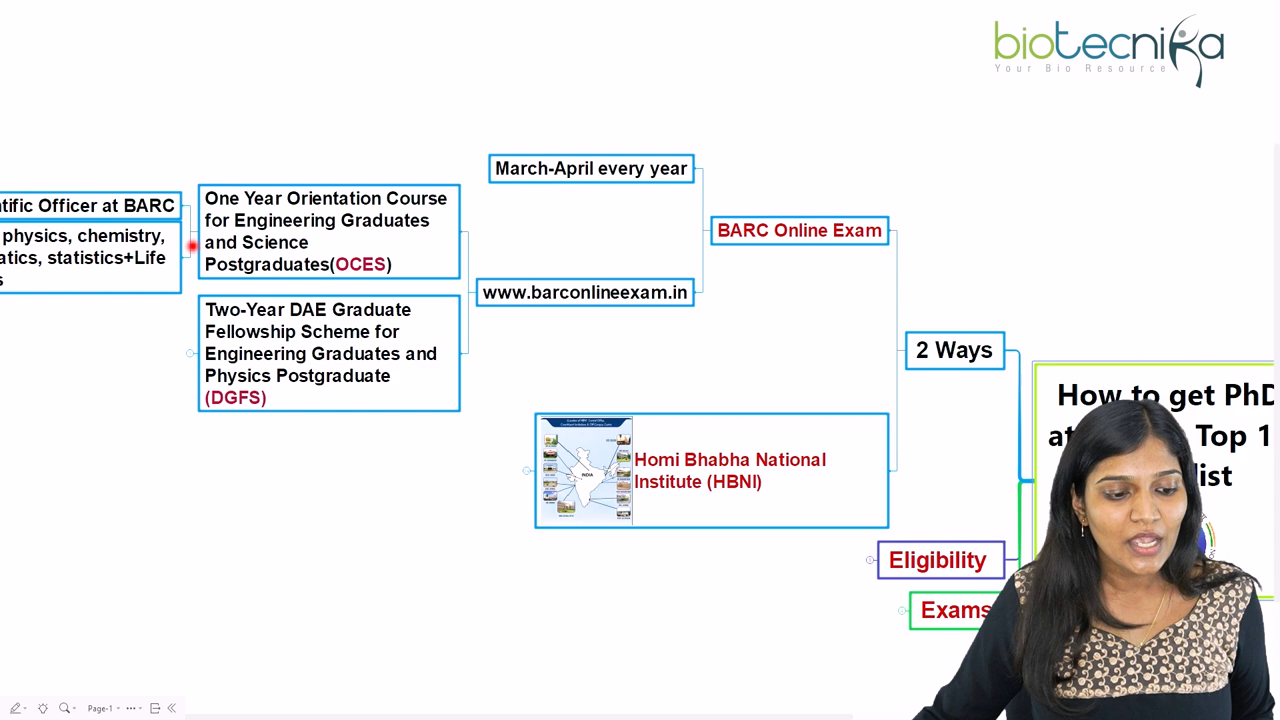 biotecnika
Your Bio Resource
March-April every year
One Year Orientation Course
for Engineering Graduates
and Science
Postgraduates(OCES)
Officer at BARC
physics, chemistry,
statistics+Life
BARC Online Exam
www.barconlineexam.in
Two-Year DAE Graduate
Fellowship Scheme for
Engineering Graduates and
Physics Postgraduate
(DGFS)
2 Ways
How to get PhD
at Top 1
INDIA
Homi Bhabha National
Institute (HBNI)
Eligibility
Exams
Page-1